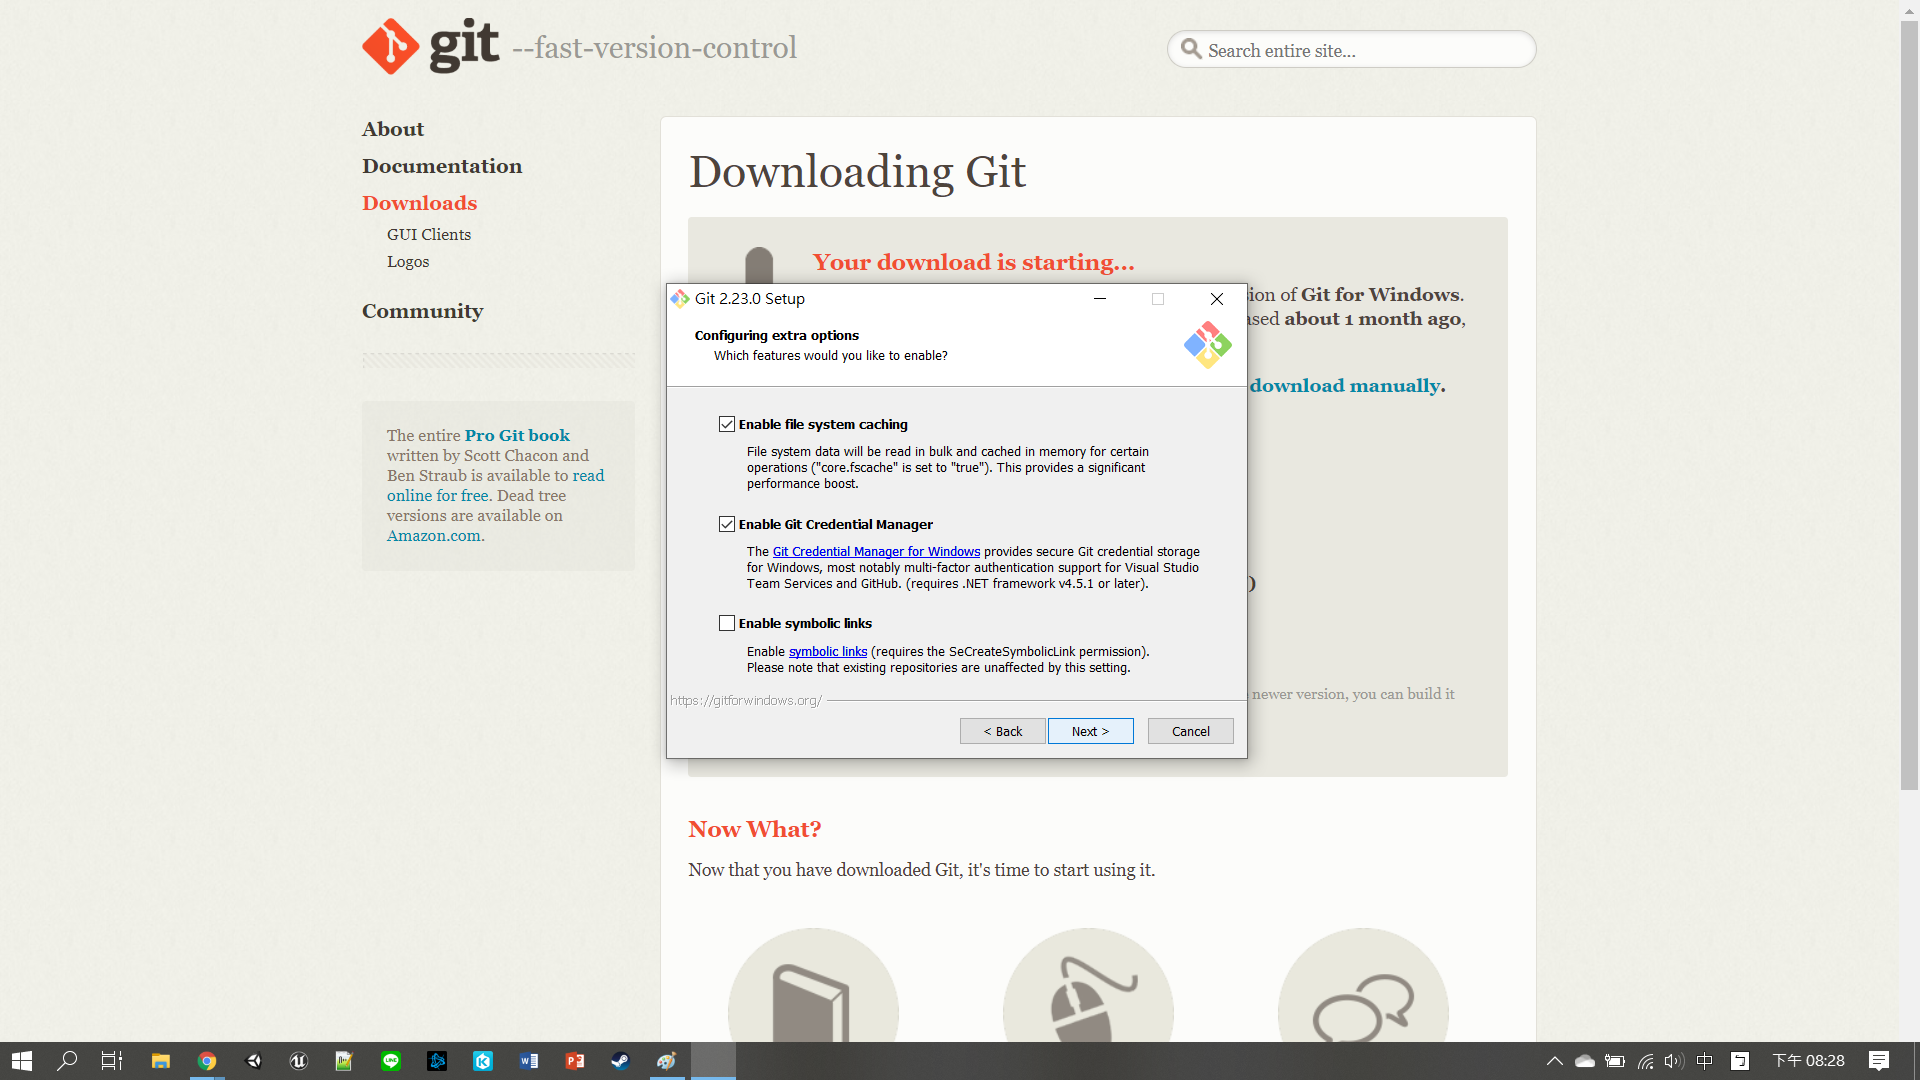 git --fast-version-control
Search entire site...
About
Documentation
Downloads
GUI Clients
Logos
Community
The entire Pro Git book
written by Scott Chacon and
Ben Straub is available to read
online for free. Dead tree
versions are available on
Amazon.com.
Downloading Git
Your download is starting...
of Git for Windows.
about 1 month ago,
download manually.
)
newer version, you can build it
Git 2.23.0 Setup
Configuring extra options
Which features would you like to enable?
Enable file system caching
File system data will be read in bulk and cached in memory for certain
operations ("core.fscache" is set to "true"). This provides a significant
performance boost.
Enable Git Credential Manager
The Git Credential Manager for Windows provides secure Git credential storage
for Windows, most notably multi-factor authentication support for Visual Studio
Team Services and GitHub. (requires .NET framework v4.5.1 or later).
Enable symbolic links
Enable symbolic links (requires the SeCreateSymbolicLink permission).
Please note that existing repositories are unaffected by this setting.
https://gitforwindows.org/
< Back
Next >
Cancel
Now What?
Now that you have downloaded Git, it's time to start using it.
中
下午 08:28